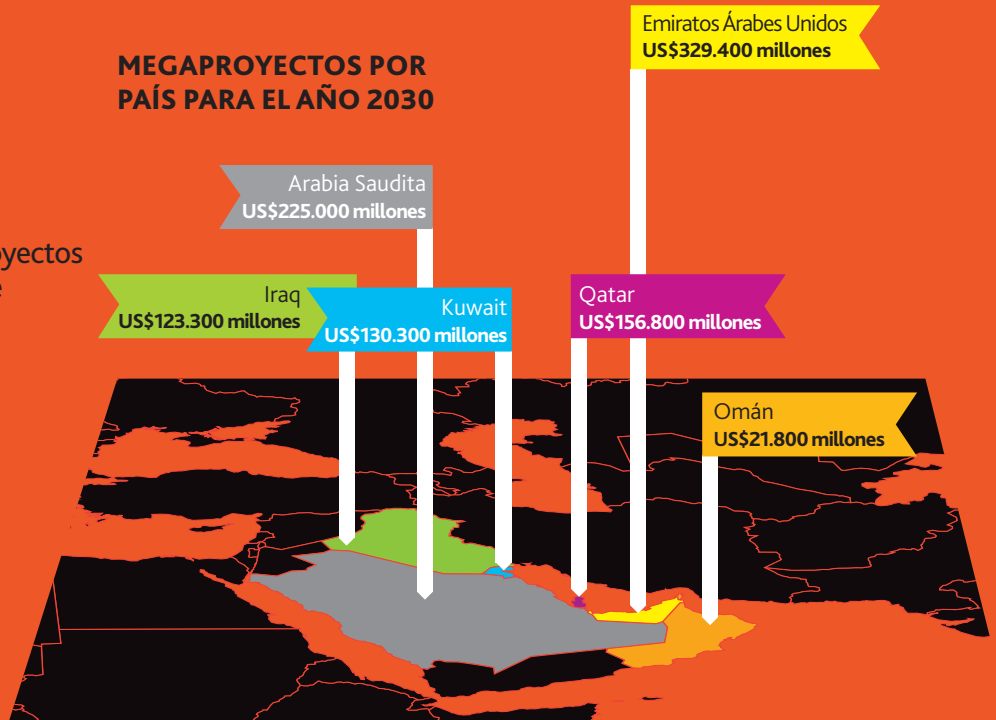 MEGAPROYECTOS POR
PAÍS PARA EL AÑO 2030
Emiratos Árabes Unidos
US$329.400 millones
Arabia Saudita
US$225.000 millones
Iraq
US$123.300 millones
Kuwait
US$130.300 millones
Qatar
US$156.800 millones
Omán
US$21.800 millones